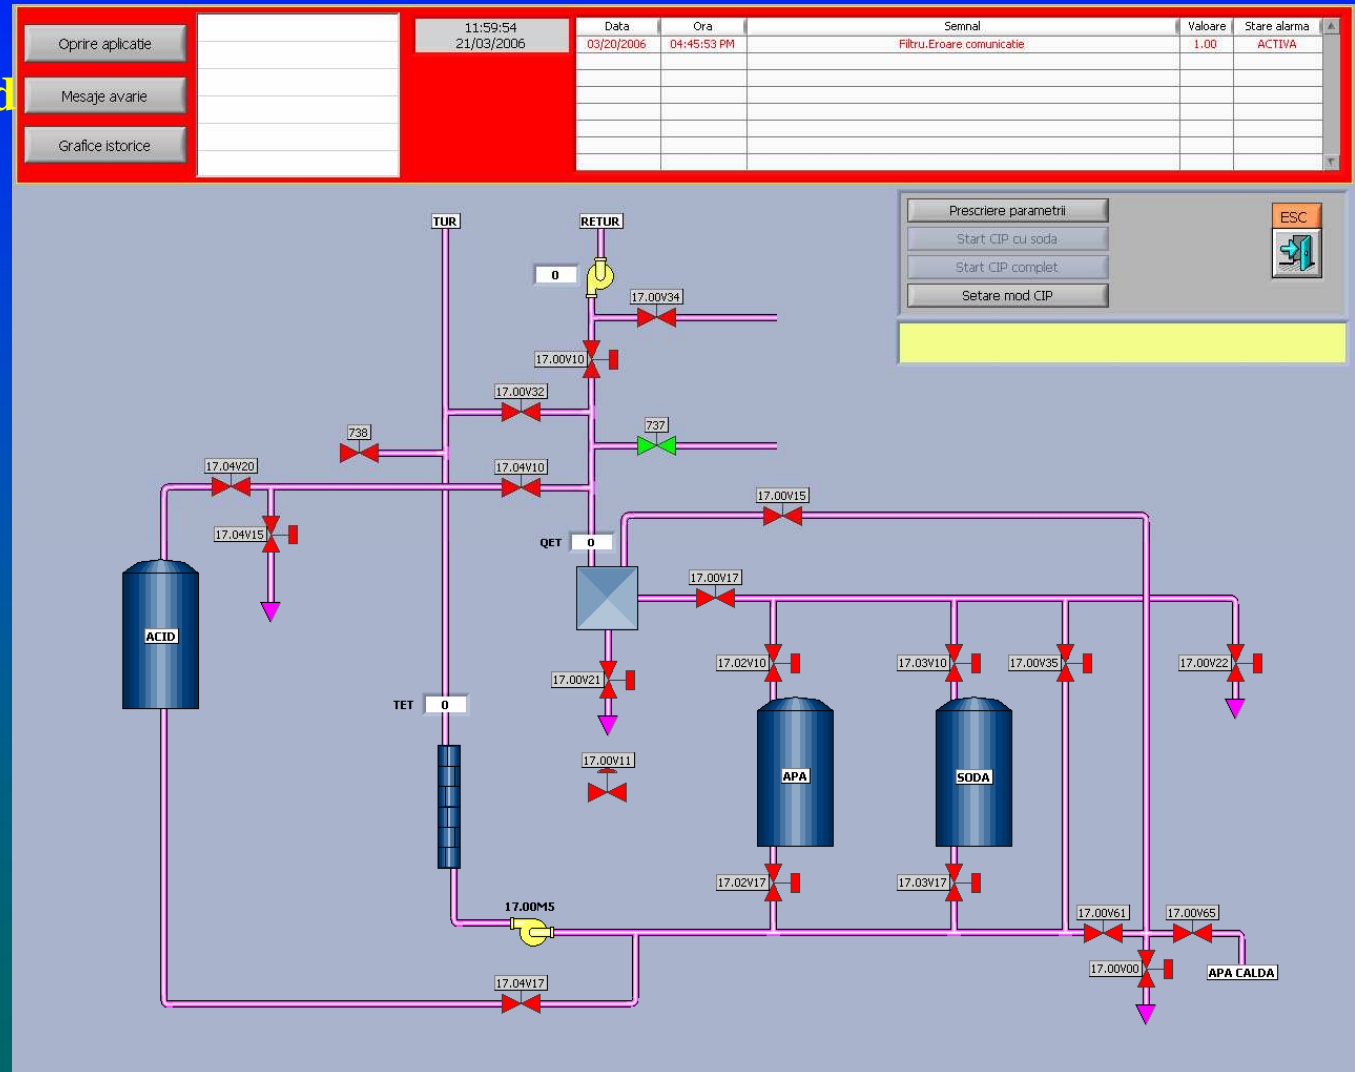 Oprire aplicatie
Mesaje avarie
Grafice istorice
11:59:54
21/03/2006
Data Ora Semnal Valoare Stare alarma
03/20/2006 04:45:53 PM Filtru.Eroare comunicatie 1.00 ACTIVA
Prescriere parametrii
Start CIP cu soda
Start CIP complet
Setare mod CIP
ESC
TUR
RETUR
0
17.00V34
17.00V10
17.00V32
738
737
17.04V20
17.04V10
17.04V15
17.00V15
QET 0
17.00V17
ACID
17.02V10
17.03V10
17.00V35
17.00V22
17.00V21
TET 0
17.00V11
APA
SODA
17.02V17
17.03V17
17.00M5
17.00V61
17.00V65
17.00V00
APA CALDA
17.04V17